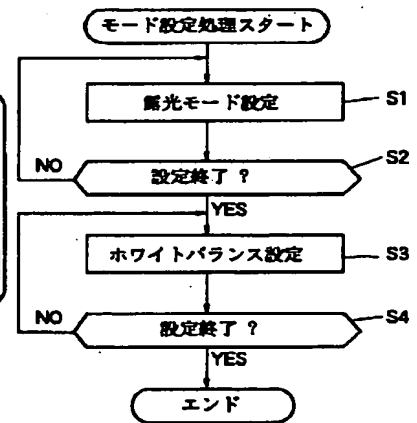 モード設定処理スタート
露光モード設定
S1
S2
NO
設定終了 ?
YES
ホワイトバランス設定
S3
S4
NO
設定終了 ?
YES
エンド